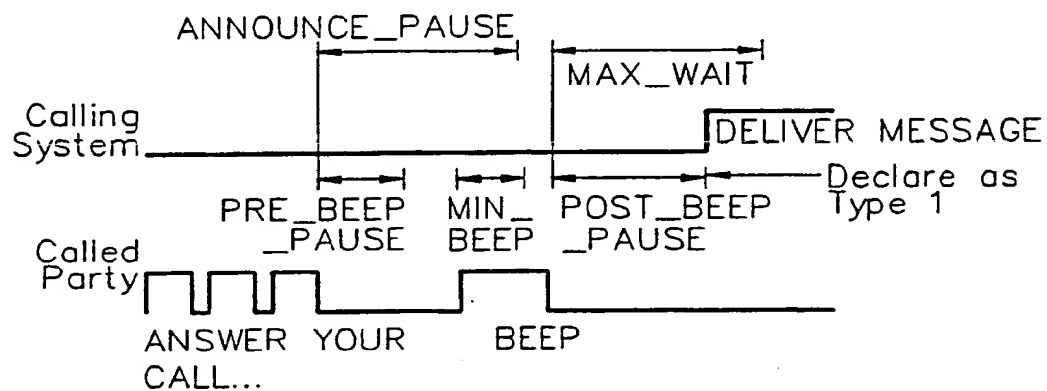 ANNOUNCE_PAUSE
MAX_WAIT
Calling
System
DELIVER MESSAGE
Declare as
Type 1
PRE_BEEP
_PAUSE
MIN_
BEEP
POST_BEEP
_PAUSE
Called
Party
ANSWER YOUR
CALL...
BEEP